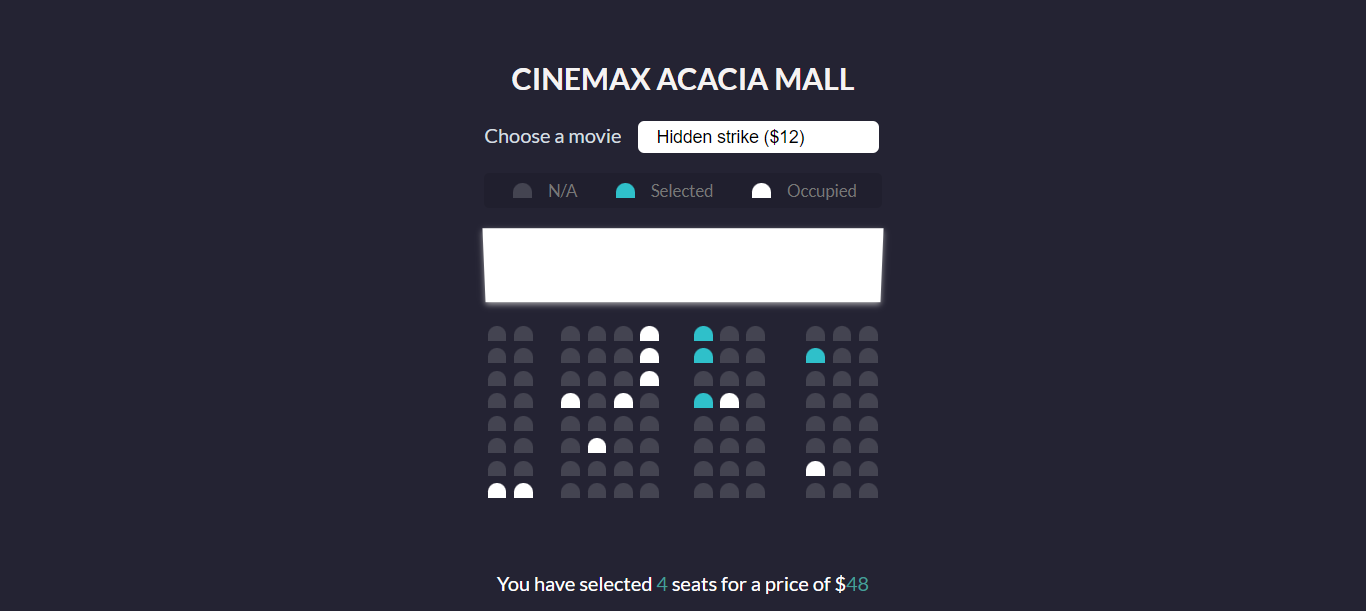 CINEMAX ACACIA MALL
Choose a movie Hidden strike ($12)
N/A Selected Occupied
You have selected 4 seats for a price of $48